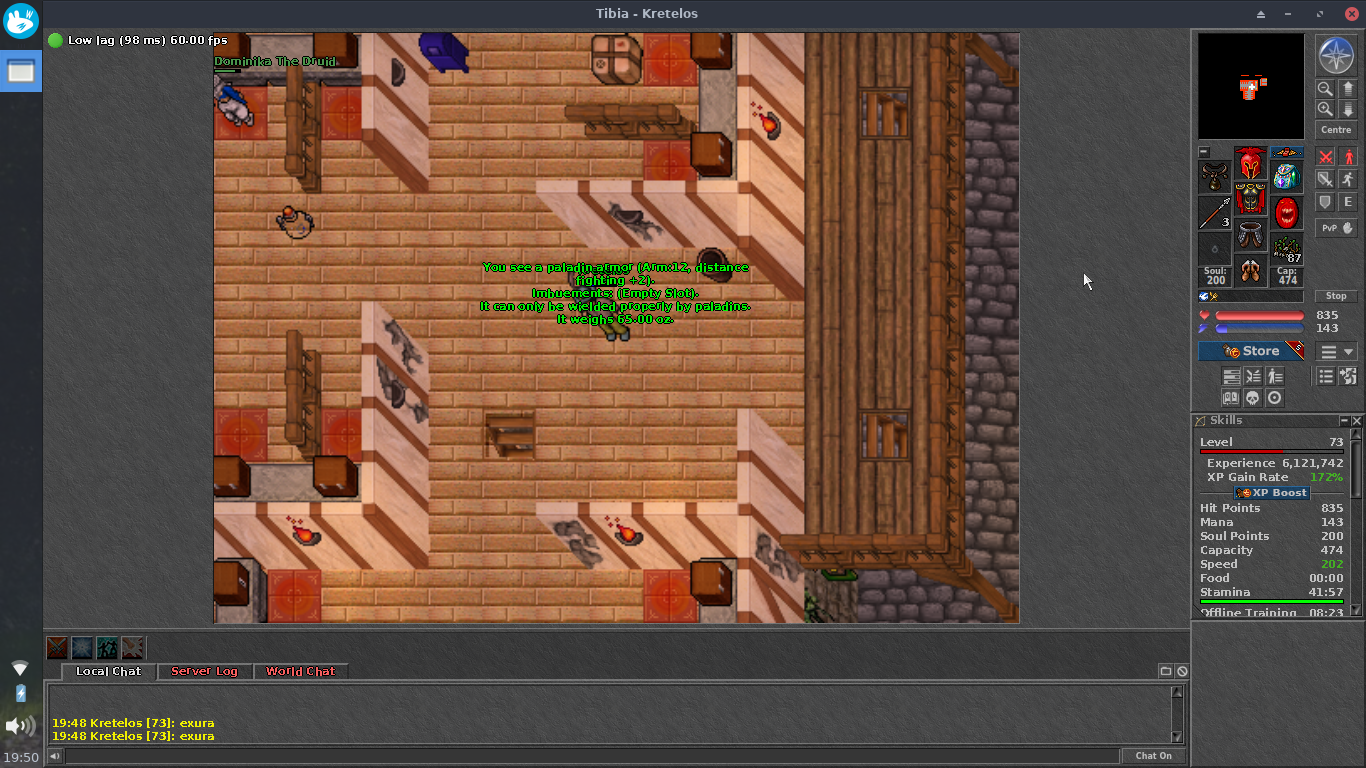 Tibia - Kretelos
Low lag (98 ms) 60.00 fps
Dominika The Druid
You see a paladin armor (Arm:12, distance
fighting +2).
Imbuements: (Empty Slot).
It can only be wielded properly by paladins.
It weighs 65.00 oz.
Centre
3
E
PvP
87
Soul:
200
Cap:
474
Stop
835
143
Store
Skills
Level 73
Experience 6,121,742
XP Gain Rate 172%
XP Boost
Hit Points 835
Mana 143
Soul Points 200
Capacity 474
Speed 202
Food 00:00
Stamina 41:57
Offline Training 08:23
Local Chat
Server Log
World Chat
19:48 Kretelos [73]: exura
19:48 Kretelos [73]: exura
Chat On
19:50